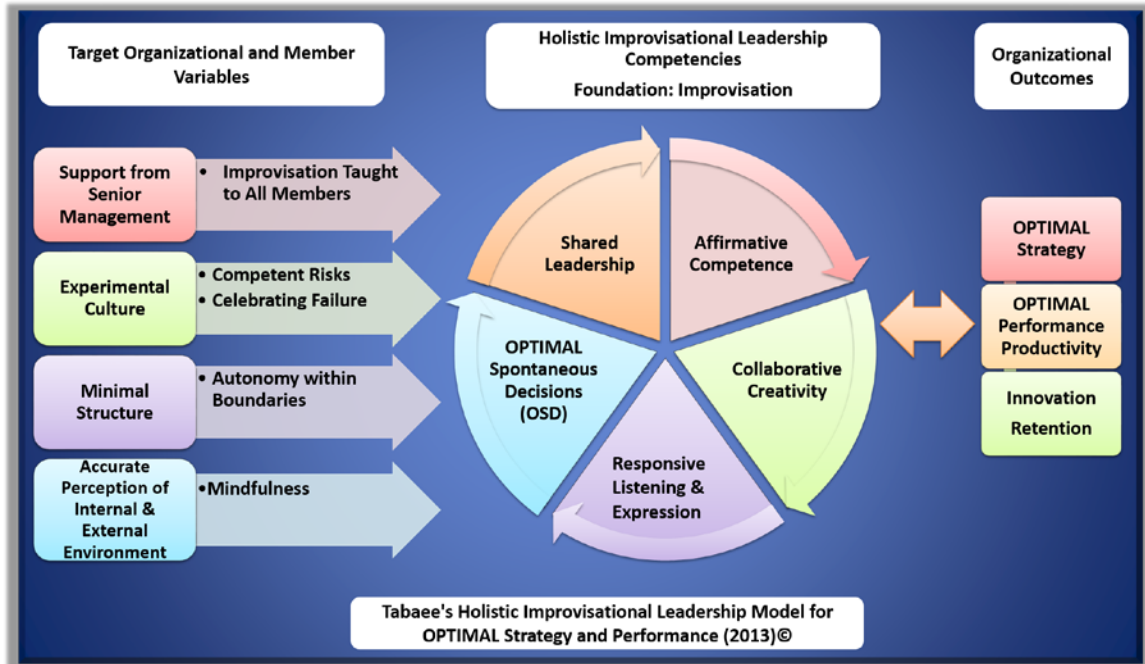 Target Organizational and Member
Variables
Holistic Improvisational Leadership
Competencies
Foundation: Improvisation
Organizational
Outcomes
Support from
Senior
Management
• Improvisation Taught
to All Members
Experimental
Culture
• Competent Risks
• Celebrating Failure
Minimal
Structure
• Autonomy within
Boundaries
Accurate
Perception of
Internal &
External
Environment
•Mindfulness
Shared
Leadership
Affirmative
Competence
Collaborative
Creativity
Responsive
Listening &
Expression
OPTIMAL
Spontaneous
Decisions
(OSD)
OPTIMAL
Strategy
OPTIMAL
Performance
Productivity
Innovation
Retention
Tabaee's Holistic Improvisational Leadership Model for
OPTIMAL Strategy and Performance (2013)©